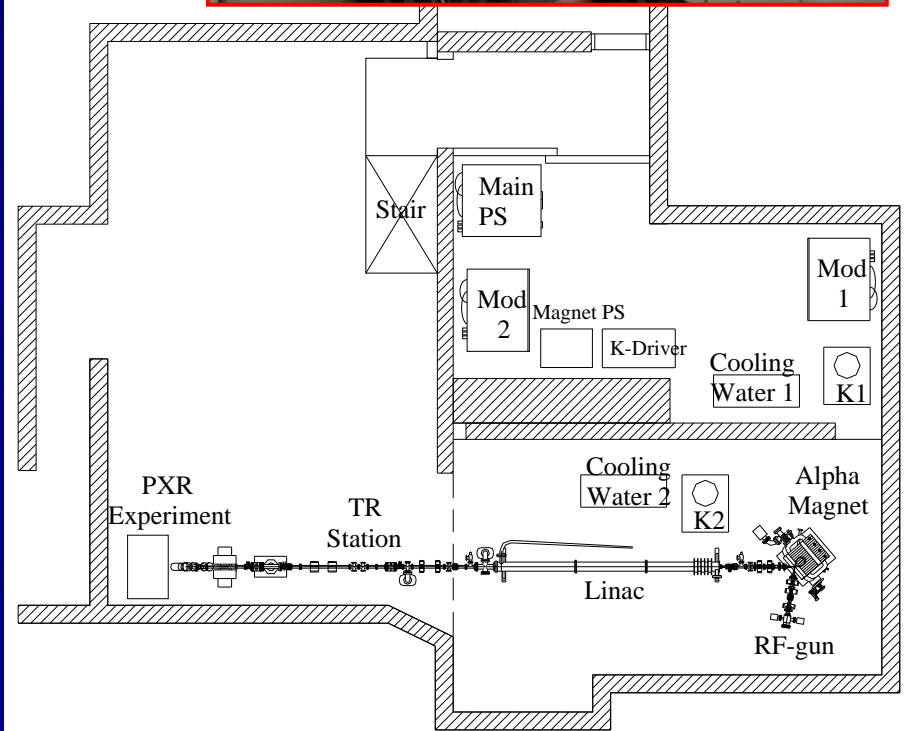 Main
PS
Stair
Mod
1
Mod
2
Magnet PS
K-Driver
Cooling
Water 1
K1
Cooling
Water 2
K2
Alpha
Magnet
PXR
Experiment
TR
Station
Linac
RF-gun